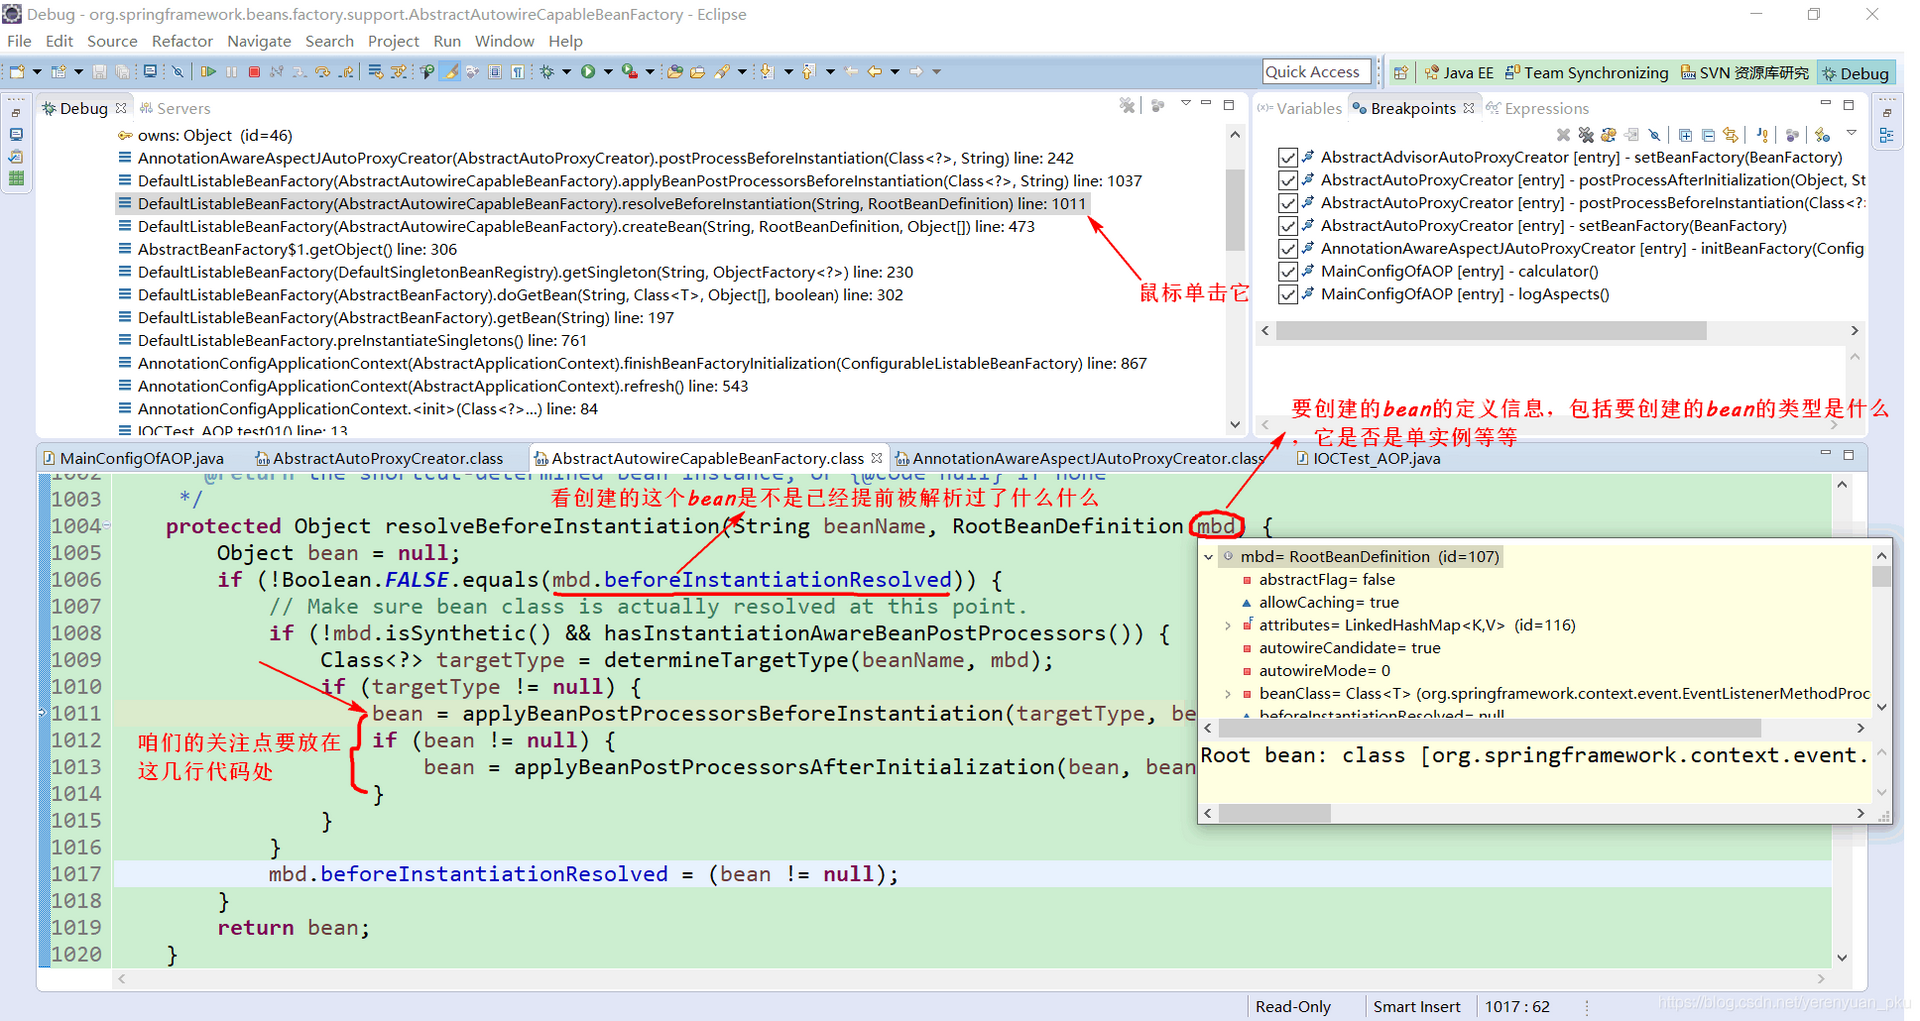 Debug - org.springframework.beans.factory.support.AbstractAutowireCapableBeanFactory - Eclipse
File Edit Source Refactor Navigate Search Project Run Window Help
Quick Access
Java EE Team Synchronizing SVN 资源库研究 Debug
Debug Servers
(x)= Variables Breakpoints Expressions
owns: Object (id=46)
AnnotationAwareAspectJAutoProxyCreator(AbstractAutoProxyCreator).postProcessBeforeInstantiation(Class<?>, String) line: 242
DefaultListableBeanFactory(AbstractAutowireCapableBeanFactory).applyBeanPostProcessorsBeforeInstantiation(Class<?>, String) line: 1037
DefaultListableBeanFactory(AbstractAutowireCapableBeanFactory).resolveBeforeInstantiation(String, RootBeanDefinition) line: 1011
DefaultListableBeanFactory(AbstractAutowireCapableBeanFactory).createBean(String, RootBeanDefinition, Object[]) line: 473
AbstractBeanFactory$1.getObject() line: 306
DefaultListableBeanFactory(DefaultSingletonBeanRegistry).getSingleton(String, ObjectFactory<?>) line: 230
DefaultListableBeanFactory(AbstractBeanFactory).doGetBean(String, Class<T>, Object[], boolean) line: 302
DefaultListableBeanFactory(AbstractBeanFactory).getBean(String) line: 197
DefaultListableBeanFactory.preInstantiateSingletons() line: 761
AnnotationConfigApplicationContext(AbstractApplicationContext).finishBeanFactoryInitialization(ConfigurableListableBeanFactory) line: 867
AnnotationConfigApplicationContext(AbstractApplicationContext).refresh() line: 543
AnnotationConfigApplicationContext.<init>(Class<?>...) line: 84
IOCTest_AOP.test01() line: 13
鼠标单击它
AbstractAdvisorAutoProxyCreator [entry] - setBeanFactory(BeanFactory)
AbstractAutoProxyCreator [entry] - postProcessAfterInitialization(Object, St
AbstractAutoProxyCreator [entry] - postProcessBeforeInstantiation(Class<?
AbstractAutoProxyCreator [entry] - setBeanFactory(BeanFactory)
AnnotationAwareAspectJAutoProxyCreator [entry] - initBeanFactory(Config
MainConfigOfAOP [entry] - calculator()
MainConfigOfAOP [entry] - logAspects()
要创建的bean的定义信息，包括要创建的bean的类型是什么
，它是否是单实例等等
MainConfigOfAOP.java AbstractAutoProxyCreator.class AbstractAutowireCapableBeanFactory.class AnnotationAwareAspectJAutoProxyCreator.class IOCTest_AOP.java
1002 @return the shortcut-determined bean instance, or {@code null} if none
1003 */
看创建的这个bean是不是已经提前被解析过了什么什么
1004 protected Object resolveBeforeInstantiation(String beanName, RootBeanDefinition mbd) {
1005 Object bean = null;
1006 if (!Boolean.FALSE.equals(mbd.beforeInstantiationResolved)) {
1007 // Make sure bean class is actually resolved at this point.
1008 if (!mbd.isSynthetic() && hasInstantiationAwareBeanPostProcessors()) {
1009 Class<?> targetType = determineTargetType(beanName, mbd);
1010 if (targetType != null) {
1011 bean = applyBeanPostProcessorsBeforeInstantiation(targetType, be
1012 if (bean != null) {
1013 bean = applyBeanPostProcessorsAfterInitialization(bean, bean
1014 }
1015 }
1016 }
1017 mbd.beforeInstantiationResolved = (bean != null);
1018 }
1019 return bean;
1020 }
咱们的关注点要放在
这几行代码处
mbd= RootBeanDefinition (id=107)
abstractFlag= false
allowCaching= true
attributes= LinkedHashMap<K,V> (id=116)
autowireCandidate= true
autowireMode= 0
beanClass= Class<T> (org.springframework.context.event.EventListenerMethodProc
beforeInstantiationResolved= null
Root bean: class [org.springframework.context.event.
Read-Only Smart Insert 1017 : 62
https://blog.csdn.net/yerenyuan_pku